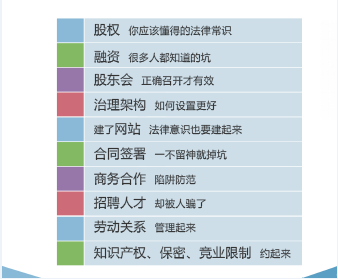 股权 你应该懂得的法律常识
融资 很多人都知道的坑
股东会 正确召开才有效
治理架构 如何设置更好
建了网站 法律意识也要建起来
合同签署 一不留神就掉坑
商务合作 陷阱防范
招聘人才 却被人骗了
劳动关系 管理起来
知识产权、保密、竞业限制 约起来